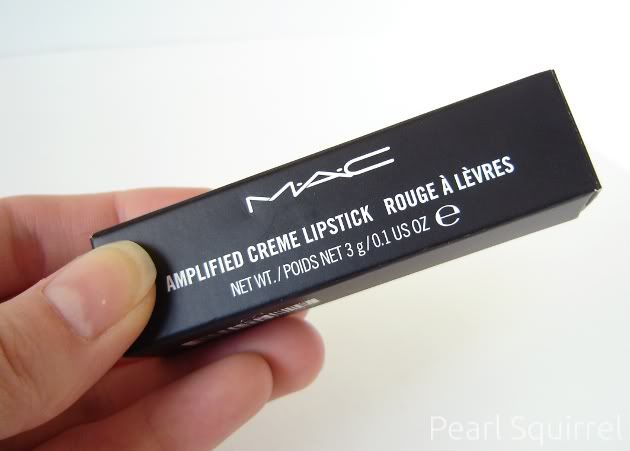 M·A·C
AMPLIFIED CREME LIPSTICK ROUGE À LÈVRES
NET WT./POIDS NET 3 g/0.1 US OZ ℮
Pearl Squirrel